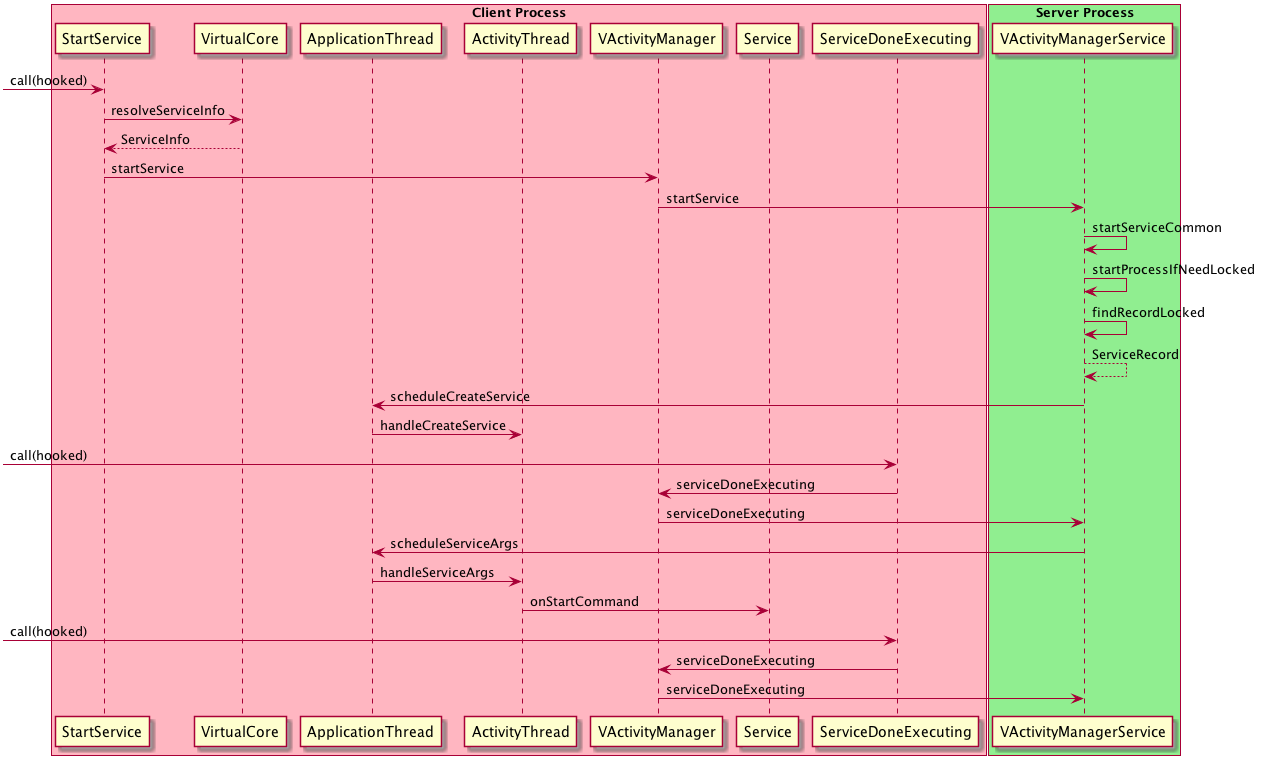 Client Process
Server Process
StartService
VirtualCore
ApplicationThread
ActivityThread
VActivityManager
Service
ServiceDoneExecuting
VActivityManagerService
call(hooked)
resolveServiceInfo
ServiceInfo
startService
startService
startServiceCommon
startProcessIfNeedLocked
findRecordLocked
ServiceRecord
scheduleCreateService
handleCreateService
call(hooked)
serviceDoneExecuting
serviceDoneExecuting
scheduleServiceArgs
handleServiceArgs
onStartCommand
call(hooked)
serviceDoneExecuting
serviceDoneExecuting
StartService
VirtualCore
ApplicationThread
ActivityThread
VActivityManager
Service
ServiceDoneExecuting
VActivityManagerService